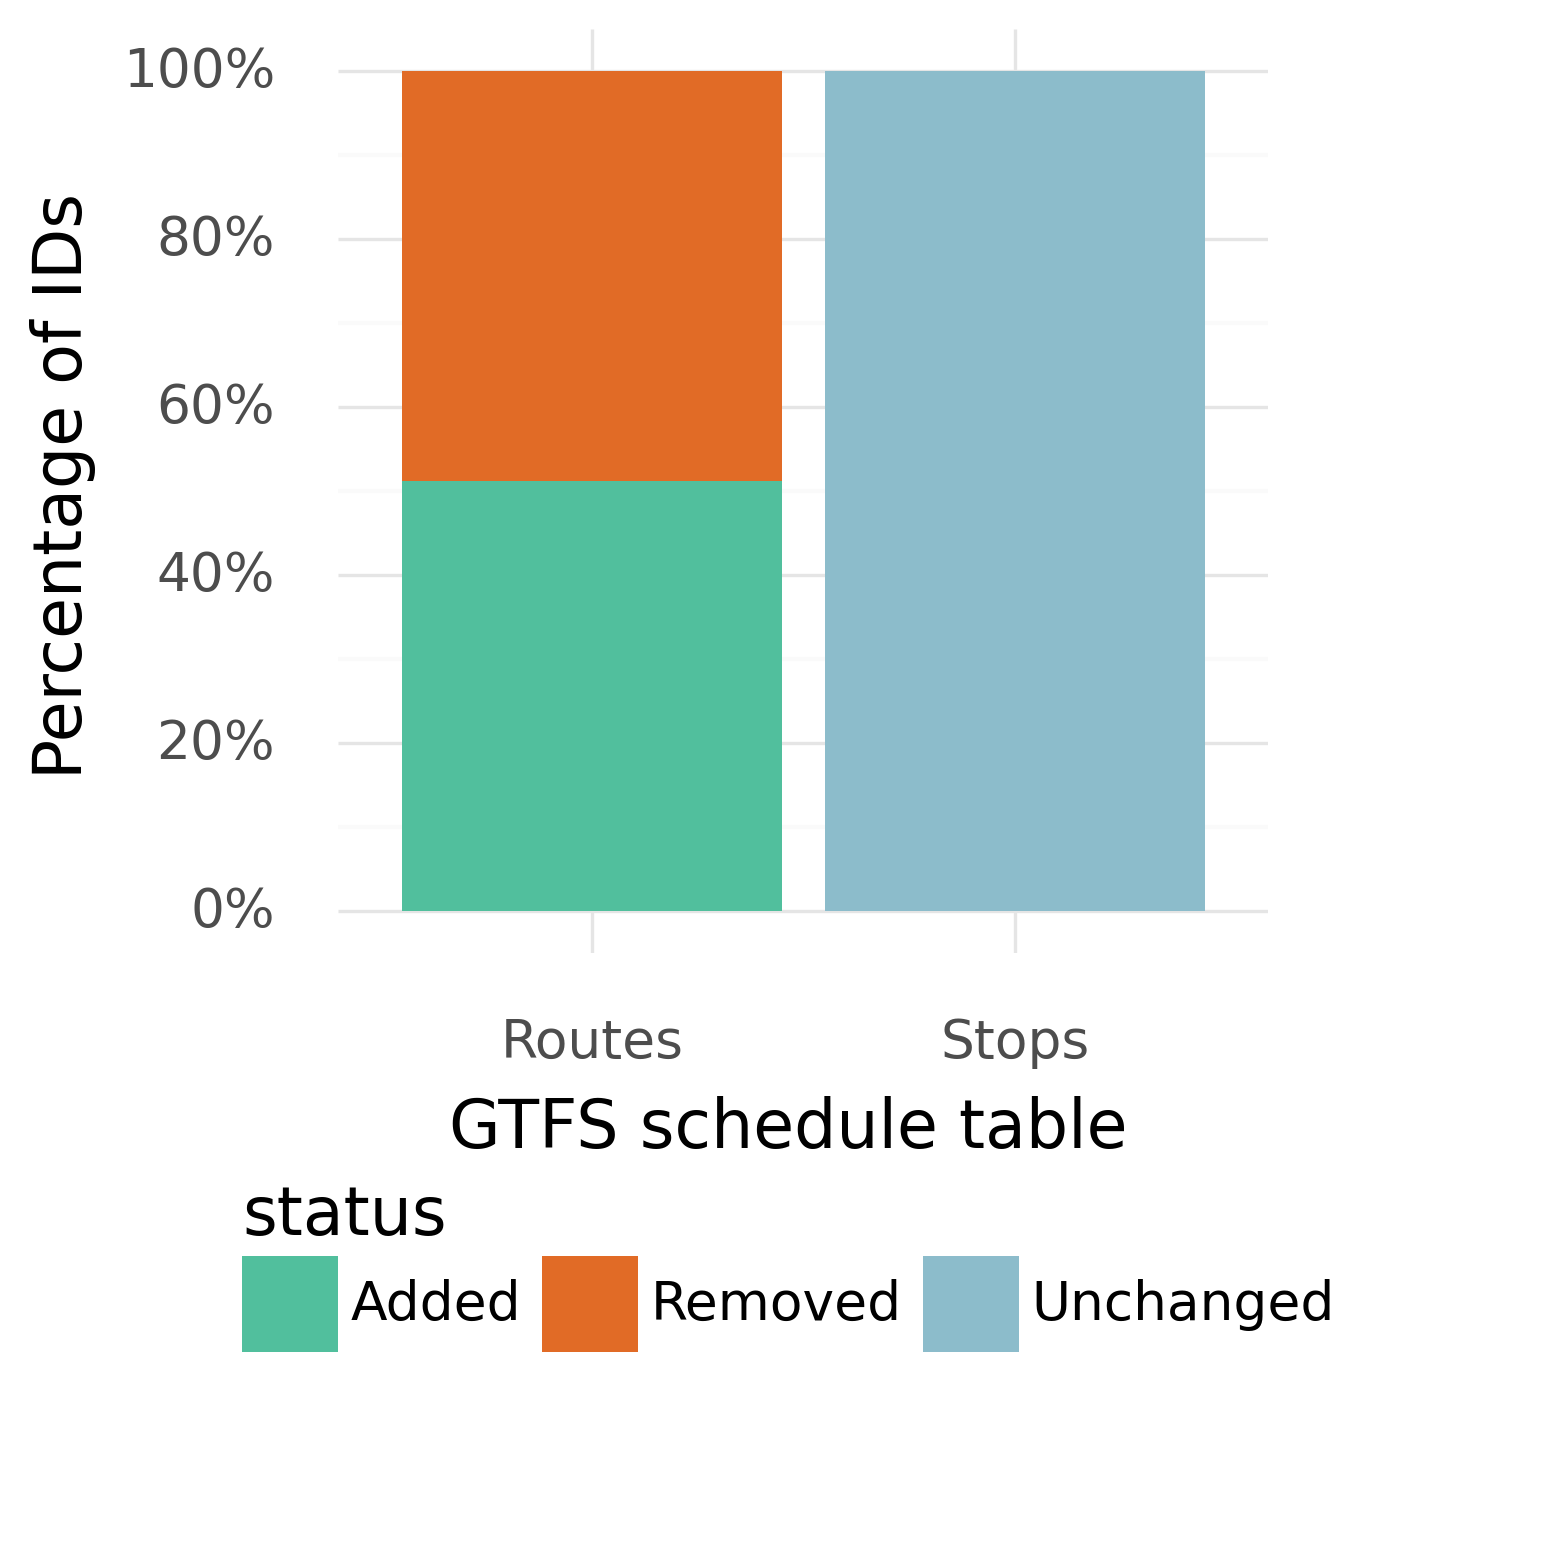 100%
80%
60%
40%
20%
0%
Percentage of IDs
Routes
Stops
GTFS schedule table
status
Added
Removed
Unchanged